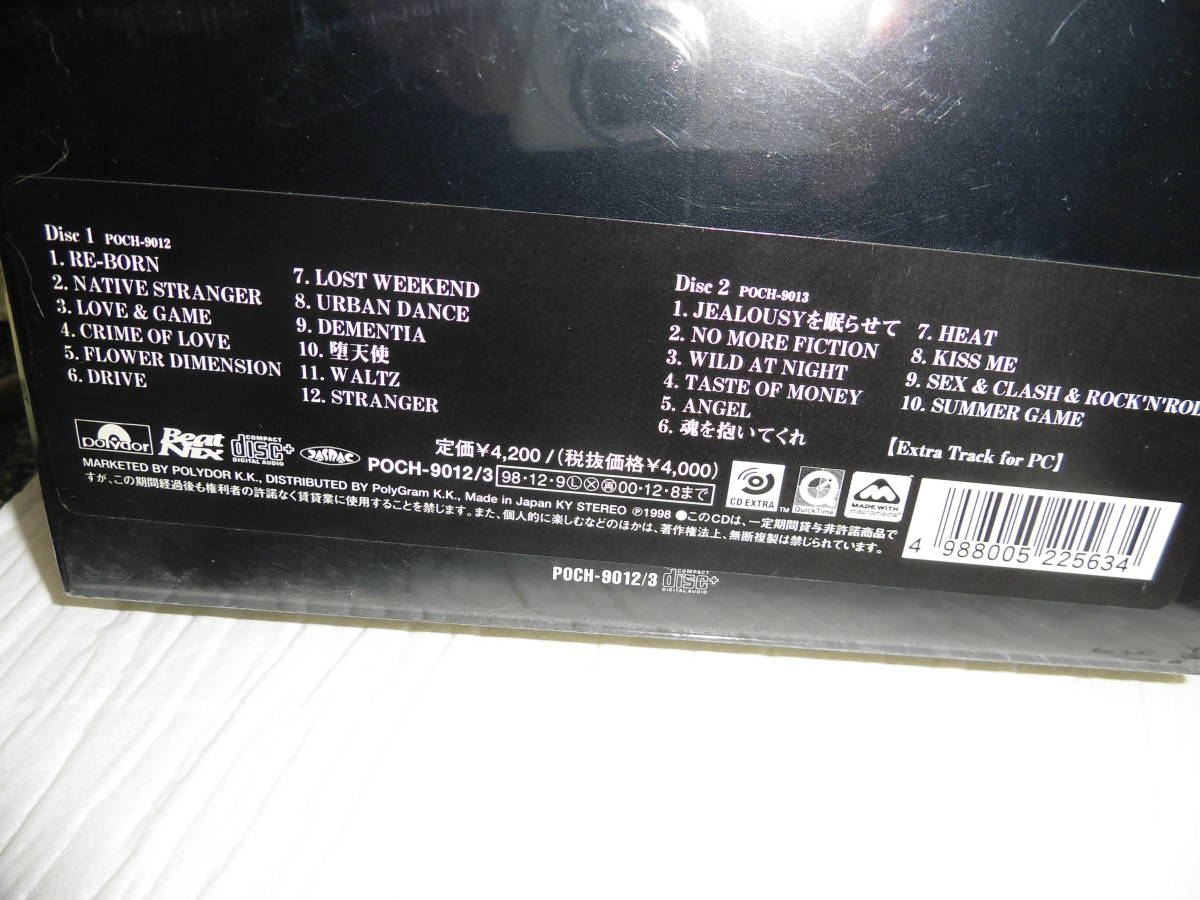 Disc 1 POCH-9012
1. RE-BORN
2. NATIVE STRANGER
3. LOVE & GAME
4. CRIME OF LOVE
5. FLOWER DIMENSION
6. DRIVE
7. LOST WEEKEND
8. URBAN DANCE
9. DEMENTIA
10. 堕天使
11. WALTZ
12. STRANGER
Disc 2 POCH-9013
1. JEALOUSYを眠らせて
2. NO MORE FICTION
3. WILD AT NIGHT
4. TASTE OF MONEY
5. ANGEL
6. 魂を抱いてくれ
7. HEAT
8. KISS ME
9. SEX & CLASH & ROCK'N'ROL
10. SUMMER GAME
【Extra Track for PC】
polydor Beat Nix COMPACT disc+ DIGITAL AUDIO JASRAC
定価¥4,200/(税抜価格¥4,000)
POCH-9012/3 98・12・9Ⓛ再00・12・8まで
CD EXTRA TM QuickTime MADE WITH macromedia
MARKETED BY POLYDOR K.K., DISTRIBUTED BY PolyGram K.K., Made in Japan KY STEREO ℗1998 ●このCDは、一定期間貸与非許諾商品で
すが、この期間経過後も権利者の許諾なく賃貸業に使用することを禁じます。また、個人的に楽しむなどのほかは、著作権法上、無断複製は禁じられています。
4 988005 225634
POCH-9012/3 COMPACT disc+ DIGITAL AUDIO